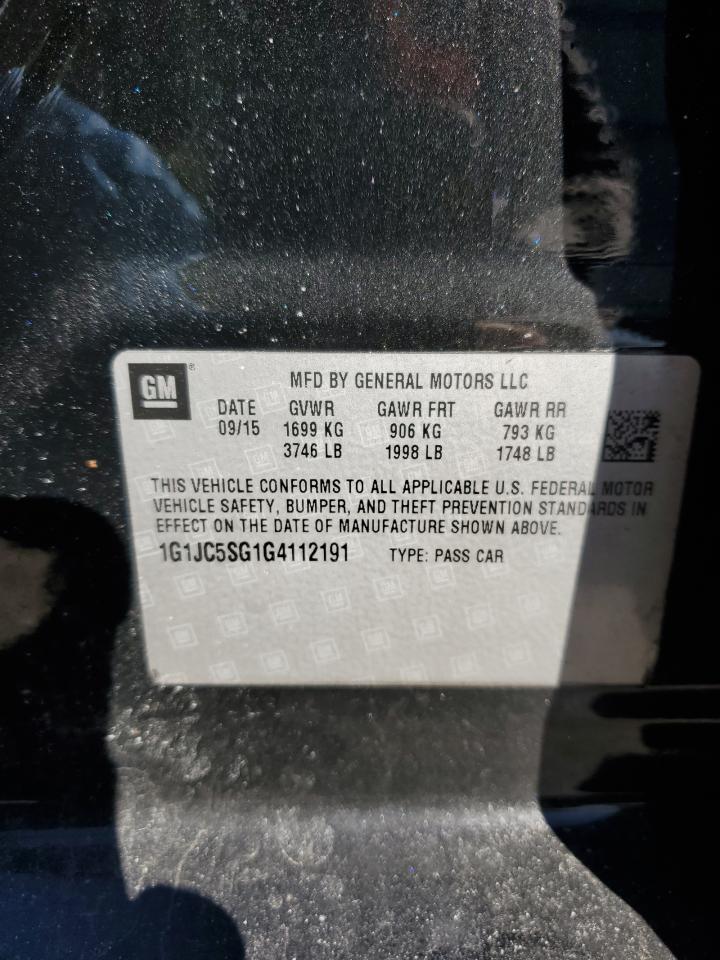 GM ® MFD BY GENERAL MOTORS LLC
DATE GVWR GAWR FRT GAWR RR
09/15 1699 KG 906 KG 793 KG
3746 LB 1998 LB 1748 LB
THIS VEHICLE CONFORMS TO ALL APPLICABLE U.S. FEDERAL MOTOR
VEHICLE SAFETY, BUMPER, AND THEFT PREVENTION STANDARDS IN
EFFECT ON THE DATE OF MANUFACTURE SHOWN ABOVE.
1G1JC5SG1G4112191 TYPE: PASS CAR